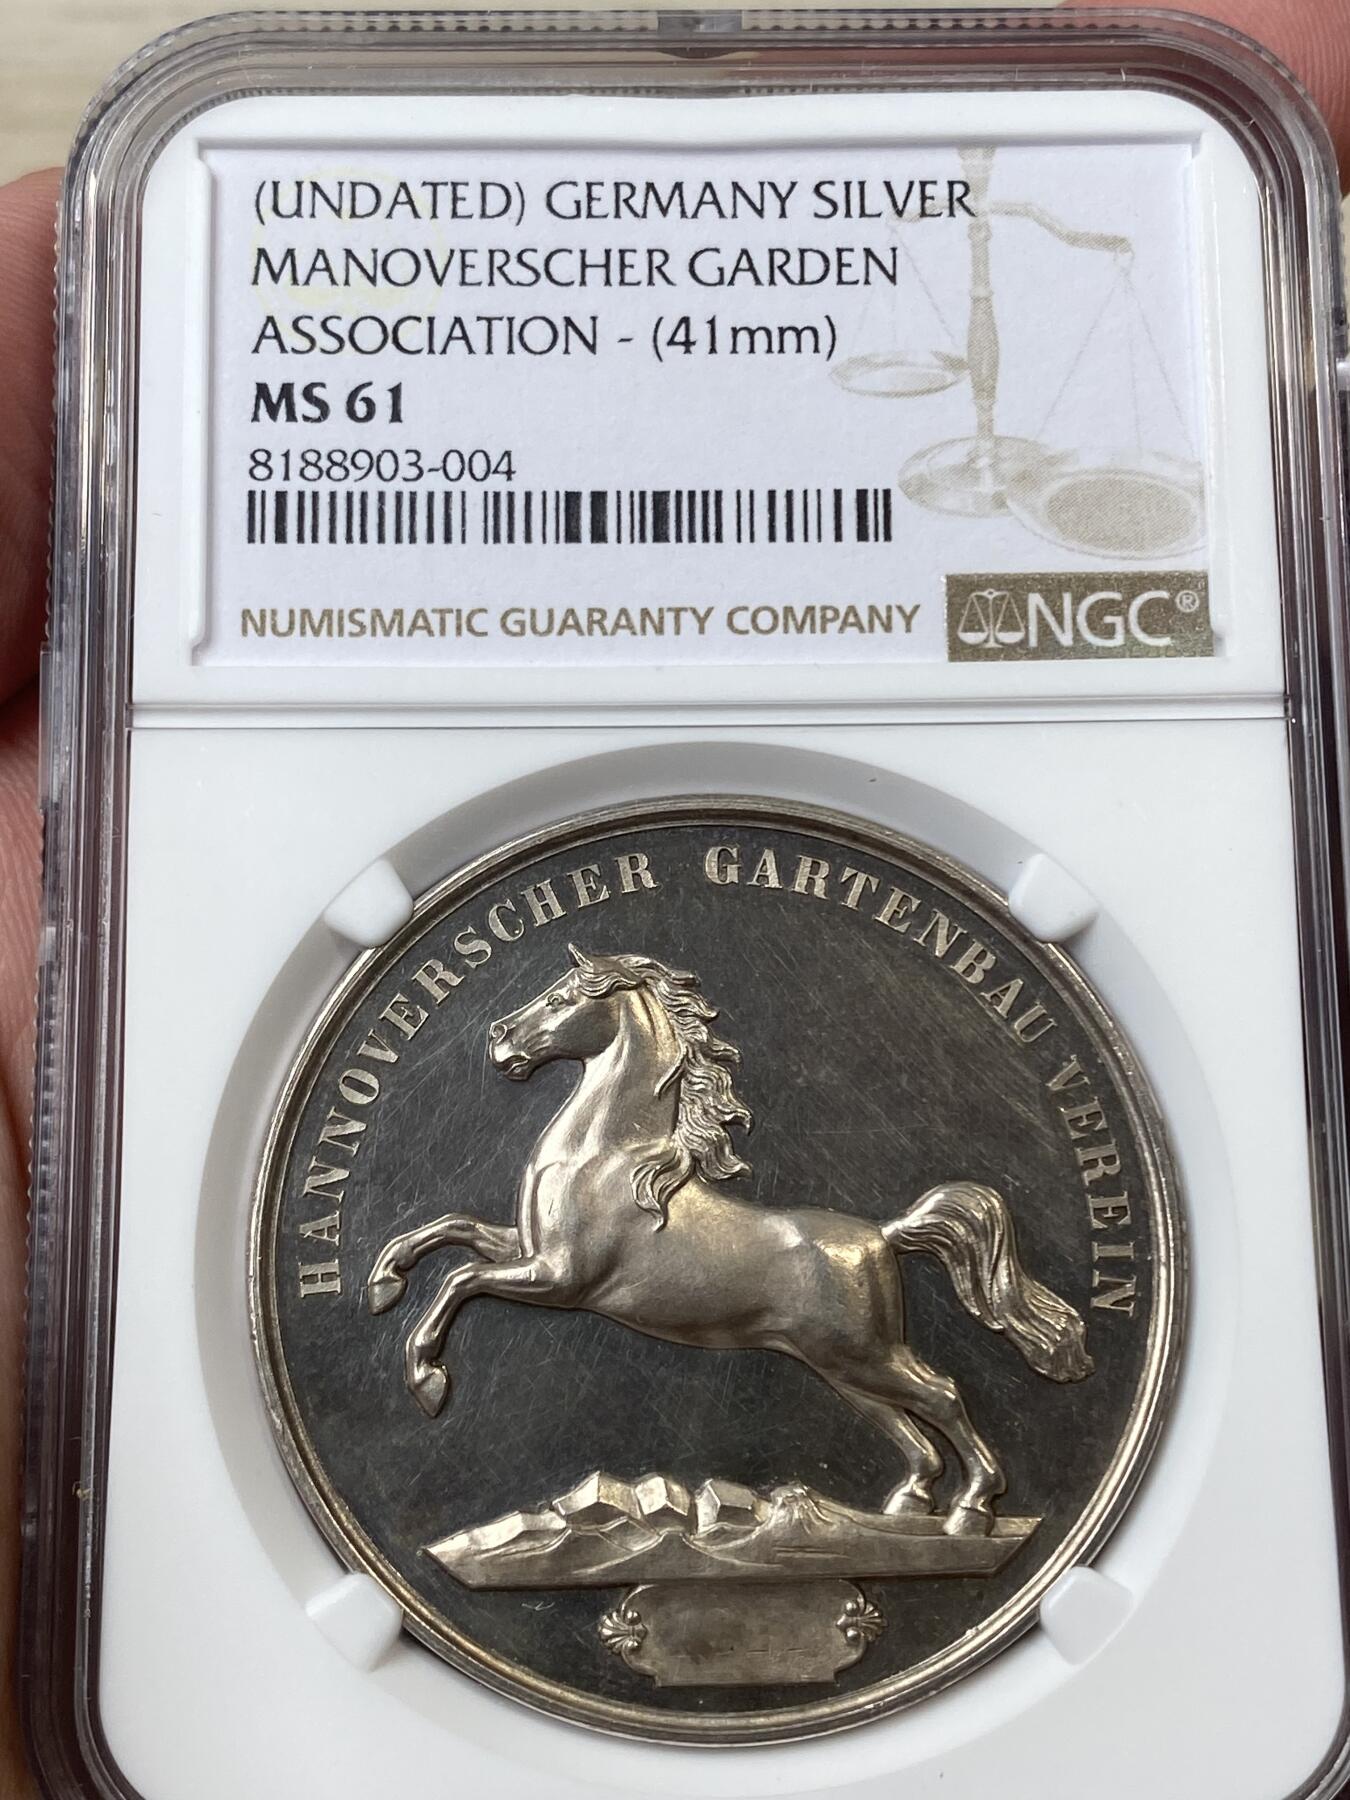 (UNDATED) GERMANY SILVER
MANOVERSCHER GARDEN
ASSOCIATION - (41mm)
MS 61
8188903-004
NUMISMATIC GUARANTY COMPANY
NGC®
HANNOVERSCHER GARTENBAU VEREIN